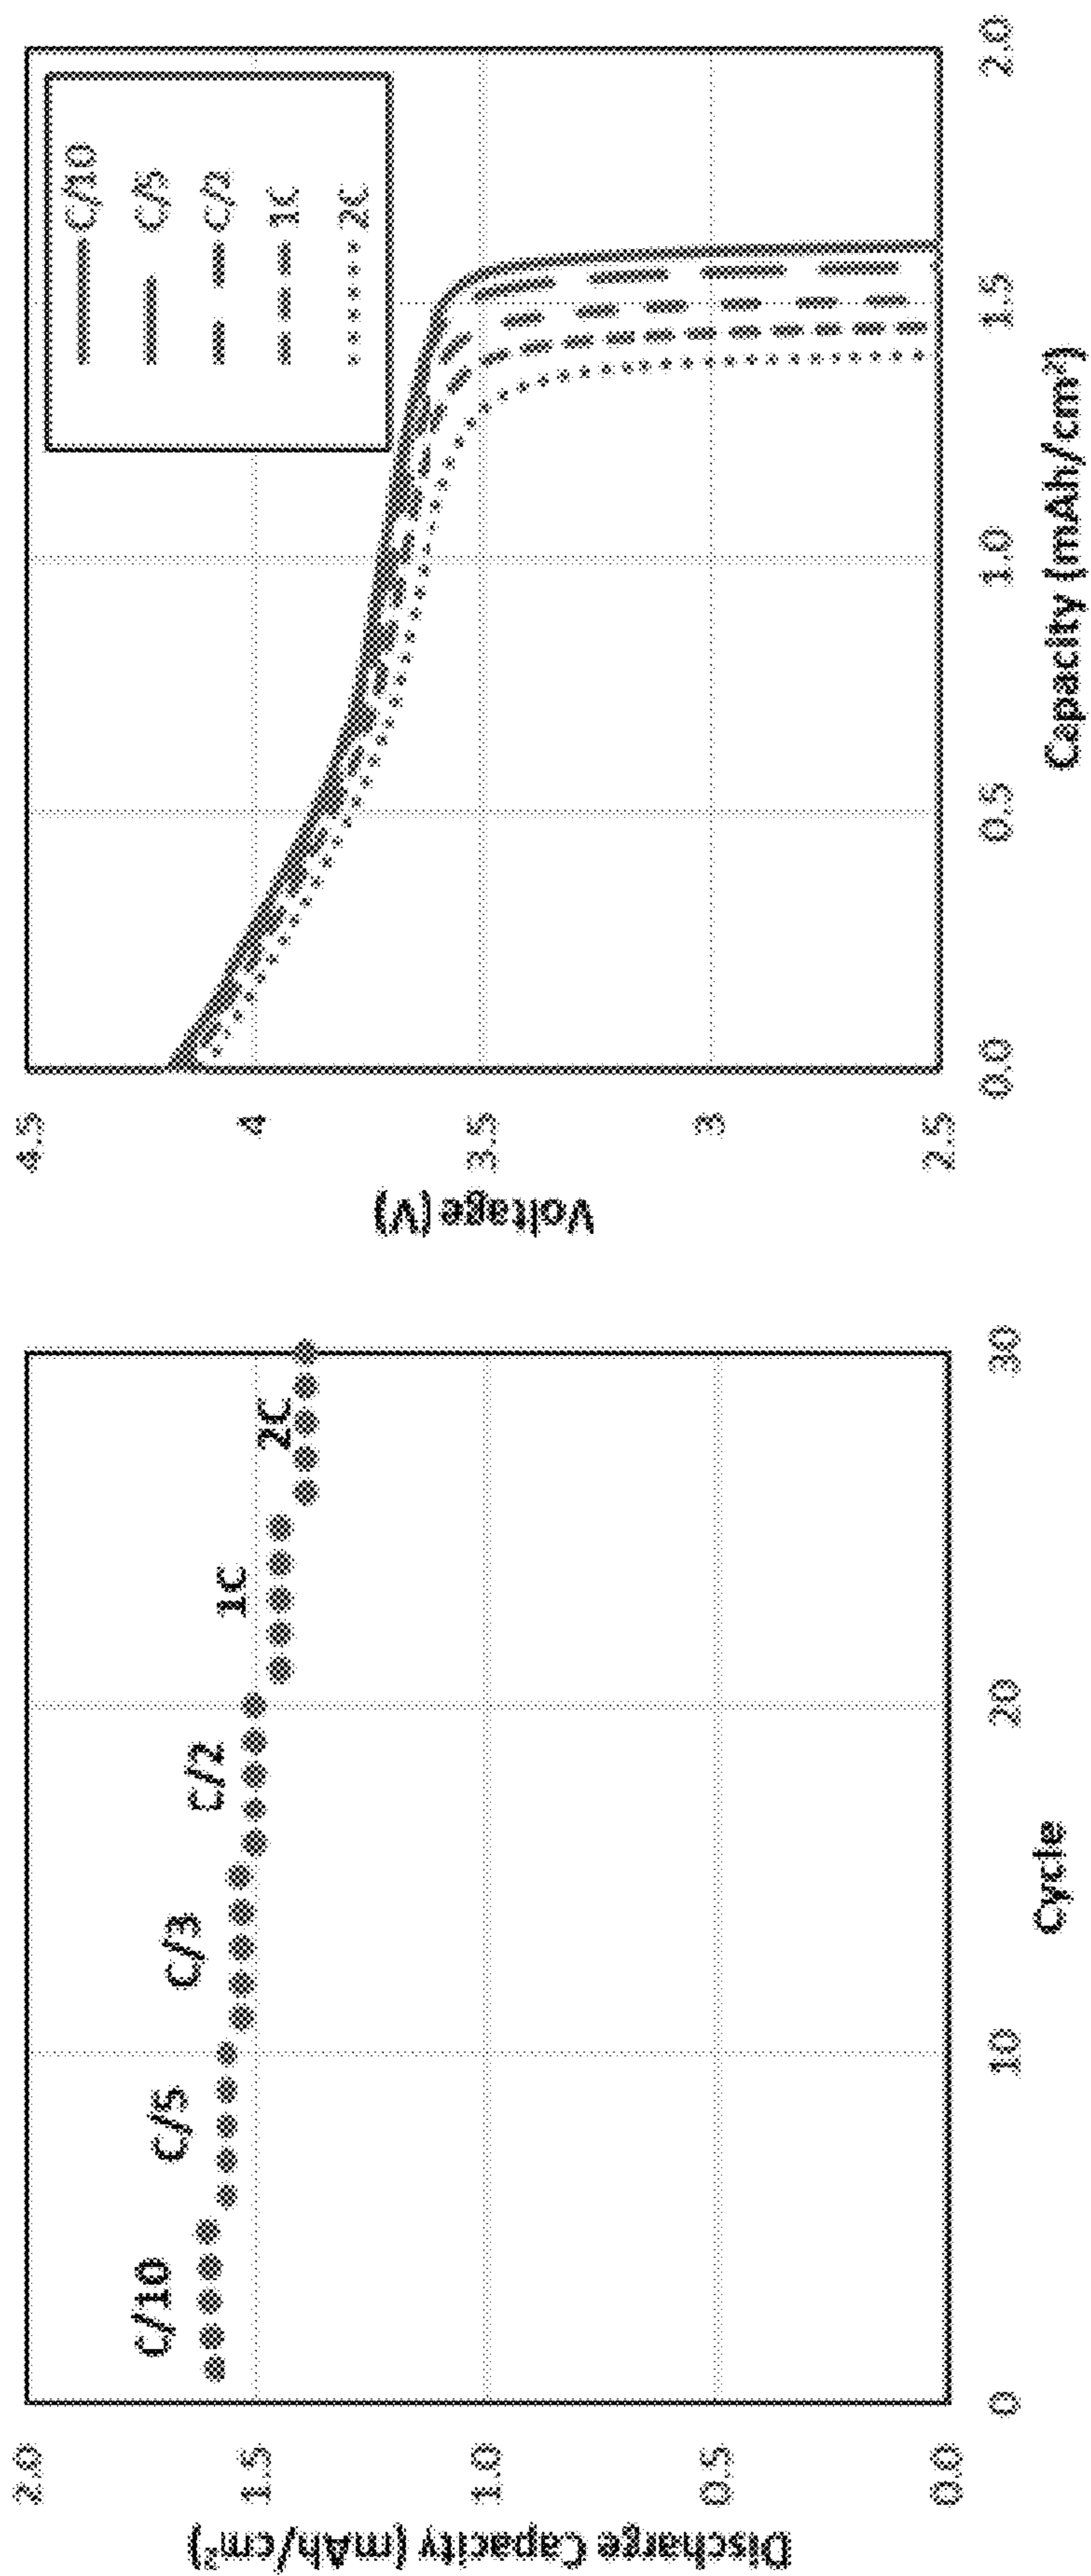 Discharge Capacity (mAh/cm²)
2.0
1.5
1.0
0.5
0.0
C/10
C/5
C/3
C/2
1C
2C
0
10
20
30
Cycle
Voltage (V)
4.5
4
3.5
3
2.5
C/10
C/5
C/2
1C
2C
0.0
0.5
1.0
1.5
2.0
Capacity (mAh/cm²)